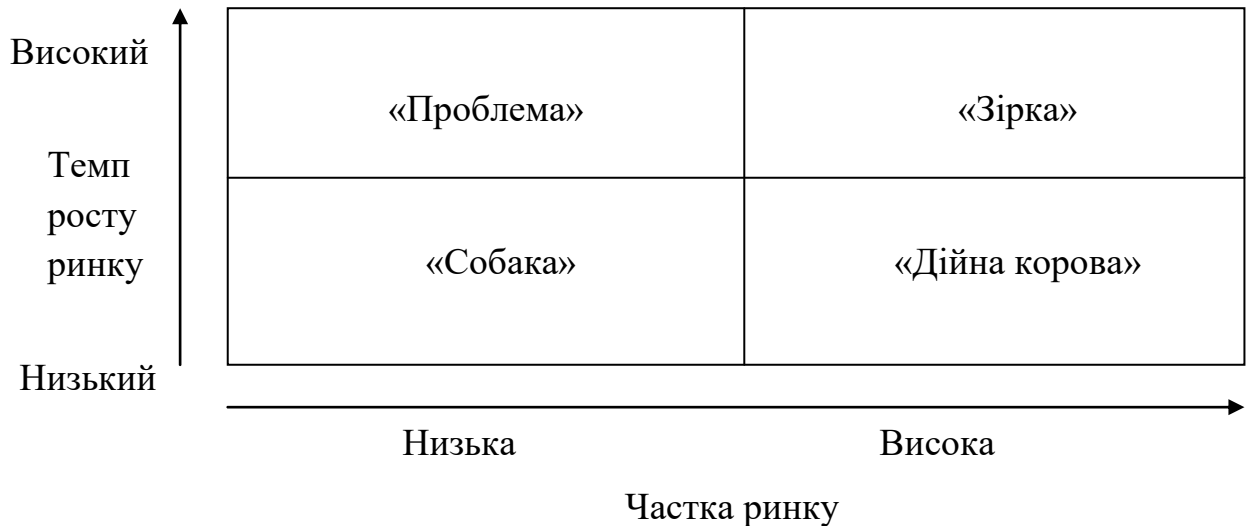 Високий
«Проблема» «Зірка»
Темп
росту
ринку
«Собака» «Дійна корова»
Низький
Низька Висока
Частка ринку